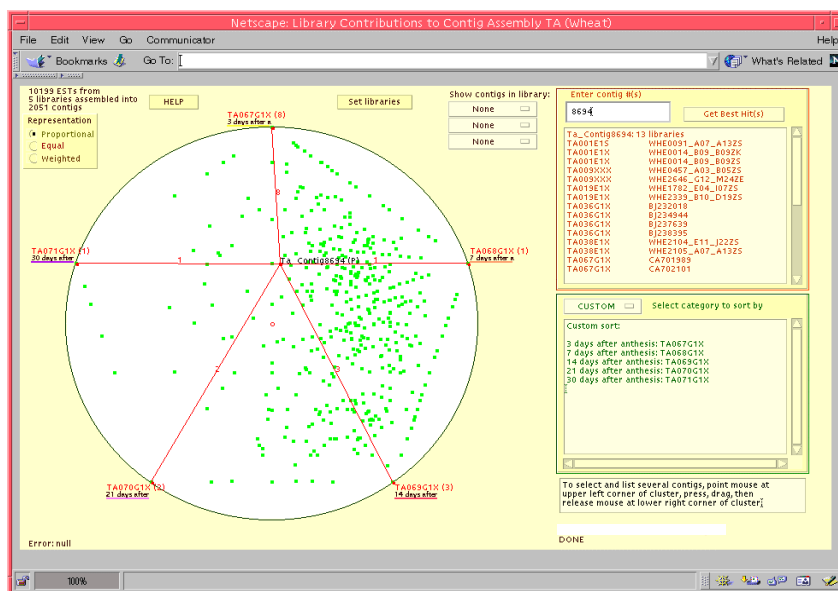 Netscape: Library Contributions to Contig Assembly TA (Wheat)
File Edit View Go Communicator Help
Bookmarks Go To: What's Related
10199 ESTs from
5 libraries assembled into
2051 contigs
HELP
Set libraries
Representation
Proportional
Equal
Weighted
Show contigs in library:
None
None
None
TA067G1X (8)
3 days after a
TA071G1X (1)
30 days after
TA068G1X (1)
7 days after a
Ta_Contig8694 (P)
8
1
1
2
3
TA070G1X (2)
21 days after
TA069G1X (3)
14 days after
Error: null
Enter contig #(s)
8694
Get Best Hit(s)
Ta_Contig8694: 13 libraries
TA001E1S WHE0091_A07_A13ZS
TA001E1X WHE0014_B09_B09ZK
TA001E1X WHE0014_B09_B09ZS
TA009XXX WHE0457_A03_B05ZS
TA009XXX WHE2646_G12_M24ZE
TA019E1X WHE1782_E04_I07ZS
TA019E1X WHE2339_B10_D19ZS
TA036G1X BJ232018
TA036G1X BJ234944
TA036G1X BJ237639
TA036G1X BJ238395
TA038E1X WHE2104_E11_J22ZS
TA038E1X WHE2105_A07_A13ZS
TA067G1X CA701989
TA067G1X CA702101
CUSTOM
Select category to sort by
Custom sort:
3 days after anthesis: TA067G1X
7 days after anthesis: TA068G1X
14 days after anthesis: TA069G1X
21 days after anthesis: TA070G1X
30 days after anthesis: TA071G1X
To select and list several contigs, point mouse at
upper left corner of cluster, press, drag, then
release mouse at lower right corner of cluster.
DONE
100%